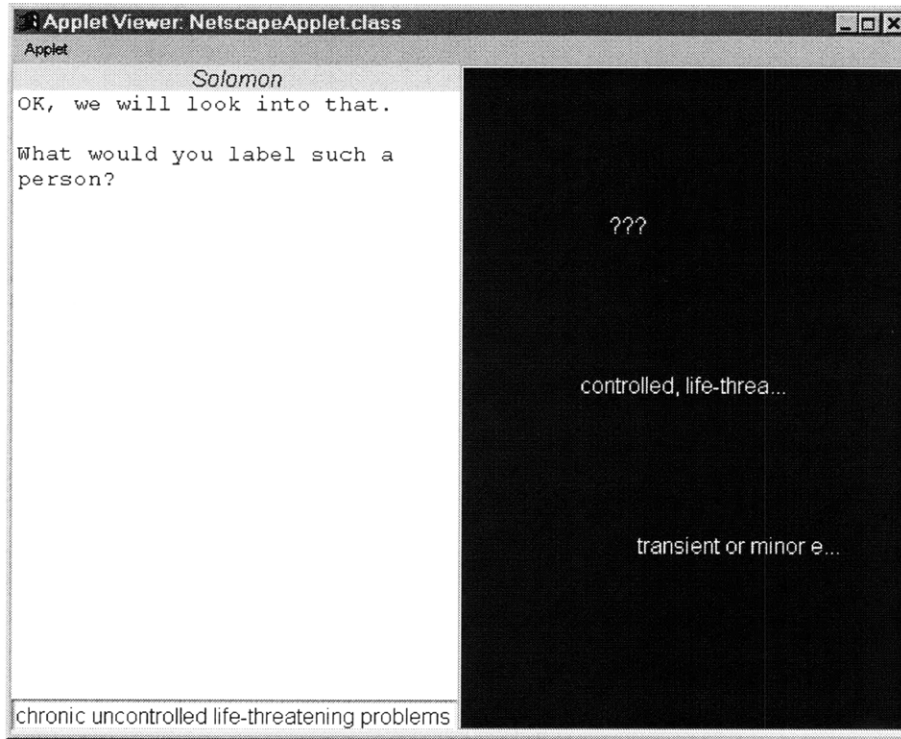 Applet Viewer: NetscapeApplet.class
Applet
Solomon
OK, we will look into that.
What would you label such a
person?
chronic uncontrolled life-threatening problems
???
controlled, life-threa...
transient or minor e...